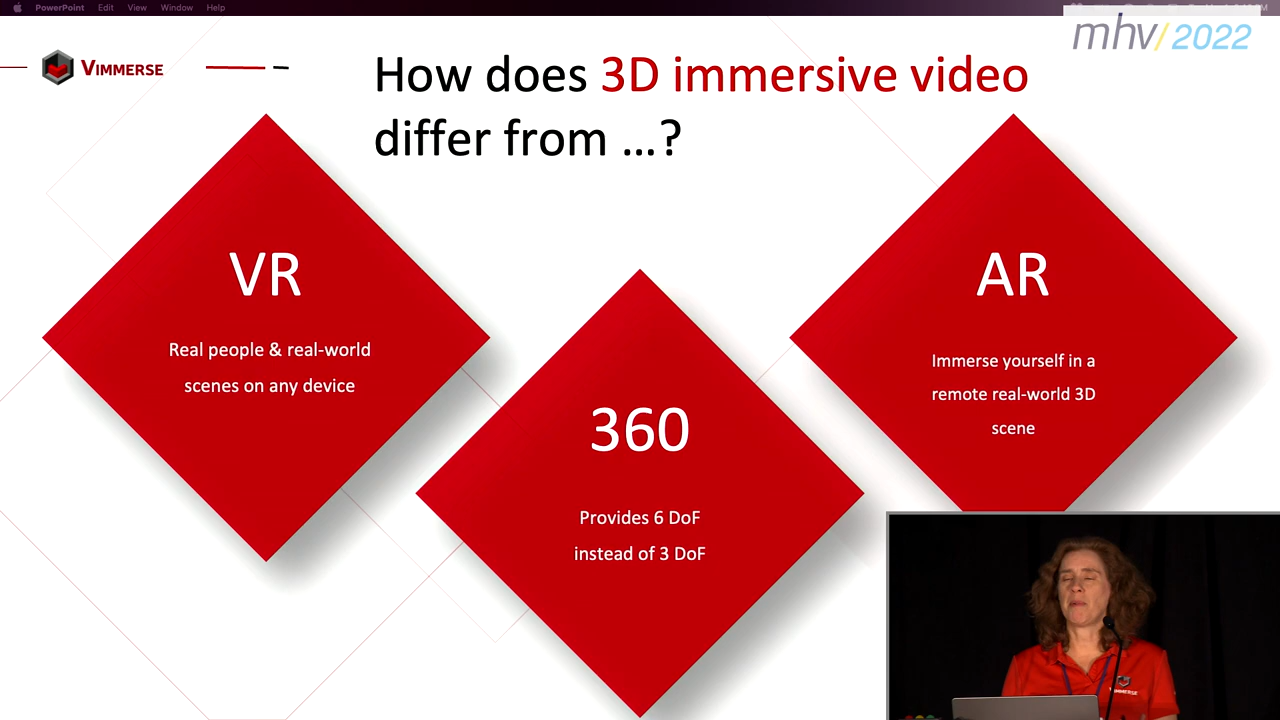 PowerPoint Edit View Window Help
mhv/2022
VIMMERSE
How does 3D immersive video
differ from ...?
VR
Real people & real-world
scenes on any device
360
Provides 6 DoF
instead of 3 DoF
AR
Immerse yourself in a
remote real-world 3D
scene
VIMMERSE